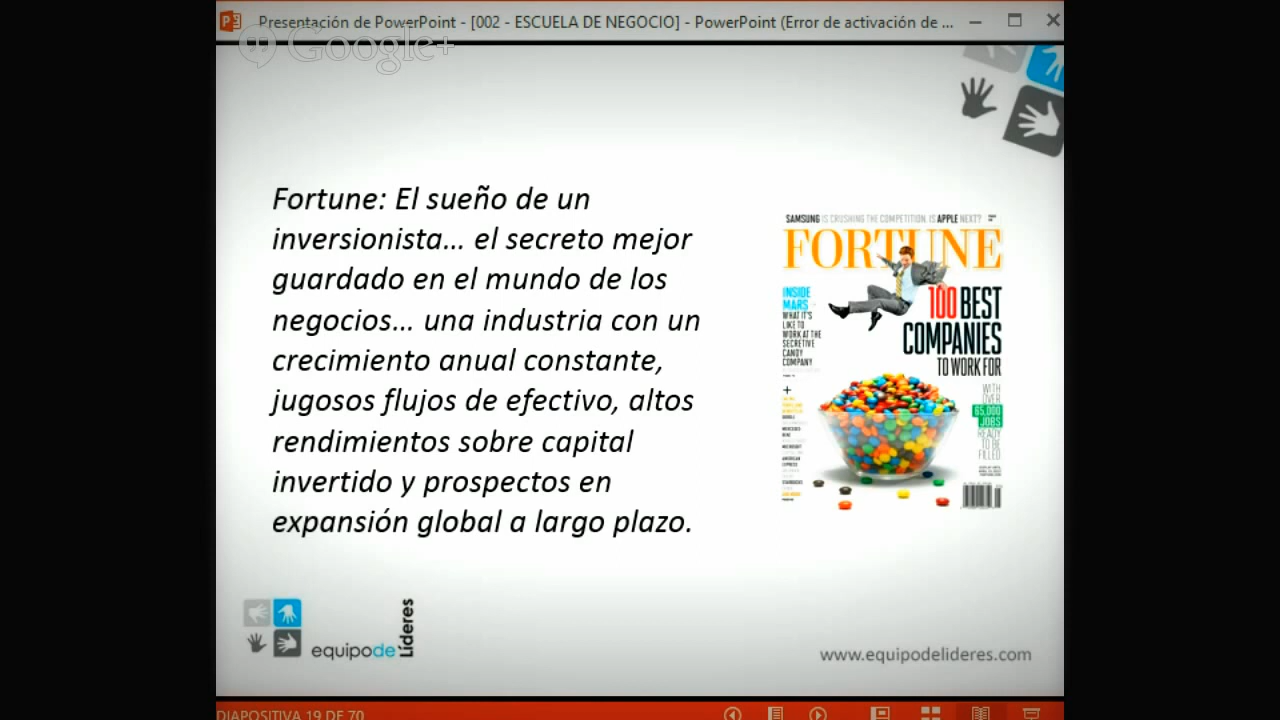 Presentación de PowerPoint - [002 - ESCUELA DE NEGOCIO] - PowerPoint (Error de activación de ...
Google+
Fortune: El sueño de un
inversionista... el secreto mejor
guardado en el mundo de los
negocios... una industria con un
crecimiento anual constante,
jugosos flujos de efectivo, altos
rendimientos sobre capital
invertido y prospectos en
expansión global a largo plazo.
SAMSUNG IS CRUSHING THE COMPETITION. IS APPLE NEXT?
FORTUNE
INSIDE
MARS
WHAT IT'S
LIKE TO
WORK AT THE
SECRETIVE
CANDY
COMPANY
100 BEST
COMPANIES
TO WORK FOR
+
WITH
OVER
65,000
JOBS
READY
TO BE
FILLED
equipode
Líderes
www.equipodelideres.com
DIAPOSITIVA 19 DE 70